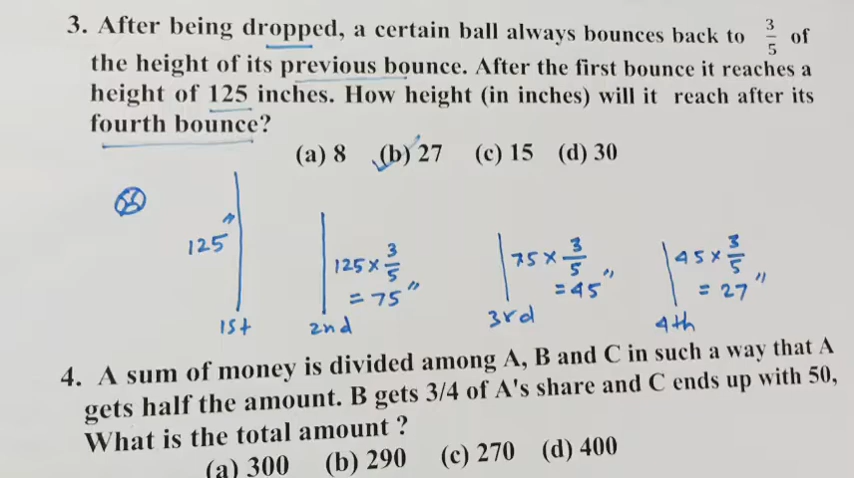 3. After being dropped, a certain ball always bounces back to 3/5 of
the height of its previous bounce. After the first bounce it reaches a
height of 125 inches. How height (in inches) will it reach after its
fourth bounce?
(a) 8 (b) 27 (c) 15 (d) 30
125"
1st
125 × 3/5
= 75"
2nd
75 × 3/5
= 45"
3rd
45 × 3/5
= 27"
4th
4. A sum of money is divided among A, B and C in such a way that A
gets half the amount. B gets 3/4 of A's share and C ends up with 50,
What is the total amount ?
(a) 300 (b) 290 (c) 270 (d) 400